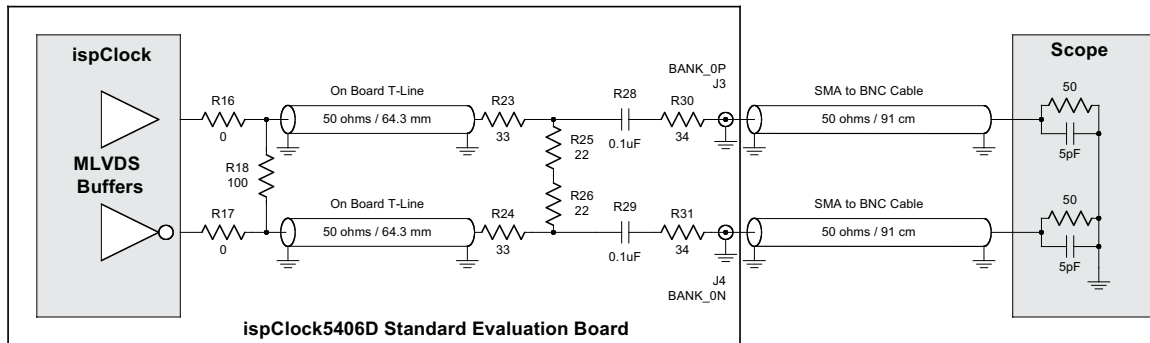 ispClock
MLVDS
Buffers
R16
0
R18
100
R17
0
On Board T-Line
50 ohms / 64.3 mm
On Board T-Line
50 ohms / 64.3 mm
R23
33
R24
33
R25
22
R26
22
R28
0.1uF
R29
0.1uF
R30
34
R31
34
BANK_0P
J3
J4
BANK_0N
SMA to BNC Cable
50 ohms / 91 cm
SMA to BNC Cable
50 ohms / 91 cm
Scope
50
5pF
50
5pF
ispClock5406D Standard Evaluation Board